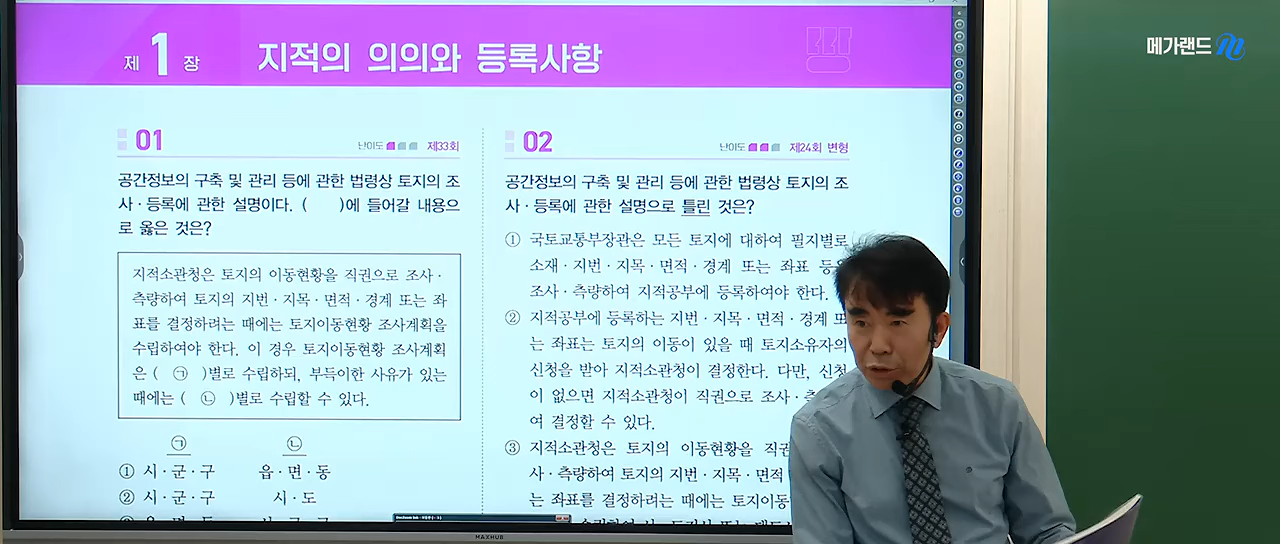 제 1 장 지적의 의의와 등록사항
메가랜드
01
난이도 제33회
공간정보의 구축 및 관리 등에 관한 법령상 토지의 조
사·등록에 관한 설명이다. ( )에 들어갈 내용으
로 옳은 것은?
지적소관청은 토지의 이동현황을 직권으로 조사·
측량하여 토지의 지번·지목·면적·경계 또는 좌
표를 결정하려는 때에는 토지이동현황 조사계획을
수립하여야 한다. 이 경우 토지이동현황 조사계획
은 ( ㉠ )별로 수립하되, 부득이한 사유가 있는
때에는 ( ㉡ )별로 수립할 수 있다.
㉠ ㉡
① 시·군·구 읍·면·동
② 시·군·구 시·도
02
난이도 제24회 변형
공간정보의 구축 및 관리 등에 관한 법령상 토지의 조
사·등록에 관한 설명으로 틀린 것은?
① 국토교통부장관은 모든 토지에 대하여 필지별로
소재·지번·지목·면적·경계 또는 좌표 등을
조사·측량하여 지적공부에 등록하여야 한다.
② 지적공부에 등록하는 지번·지목·면적·경계 또
는 좌표는 토지의 이동이 있을 때 토지소유자의
신청을 받아 지적소관청이 결정한다. 다만, 신청
이 없으면 지적소관청이 직권으로 조사·측
여 결정할 수 있다.
③ 지적소관청은 토지의 이동현황을 직권
사·측량하여 토지의 지번·지목·면적
는 좌표를 결정하려는 때에는 토지이동
MAXHUB